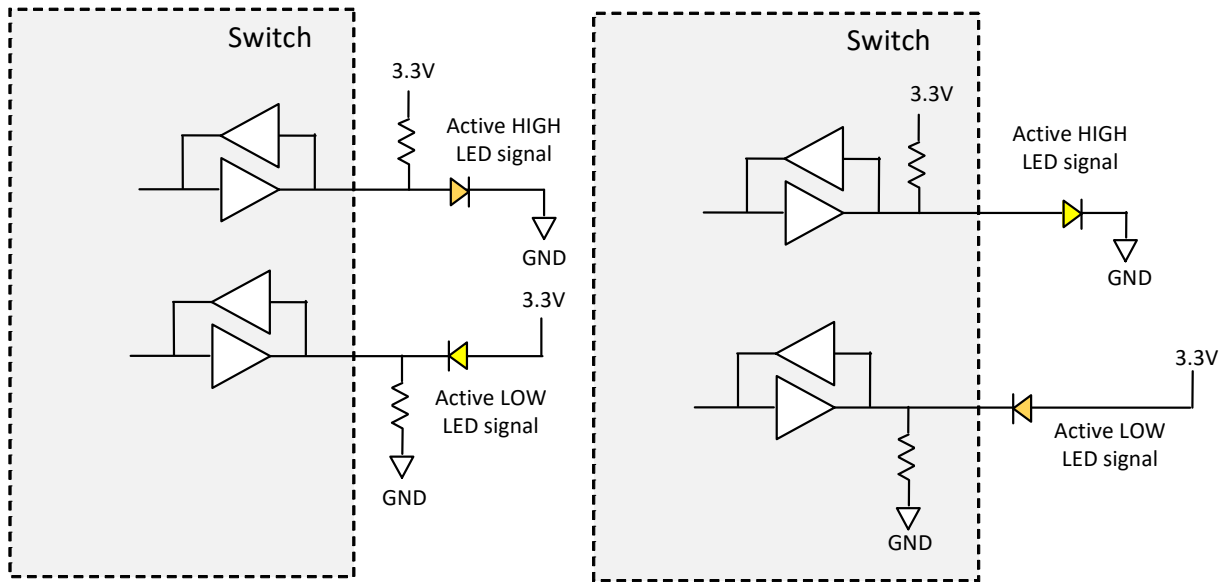 Switch
3.3V
Active HIGH
LED signal
GND
3.3V
Active LOW
LED signal
GND
Switch
3.3V
Active HIGH
LED signal
GND
3.3V
Active LOW
LED signal
GND